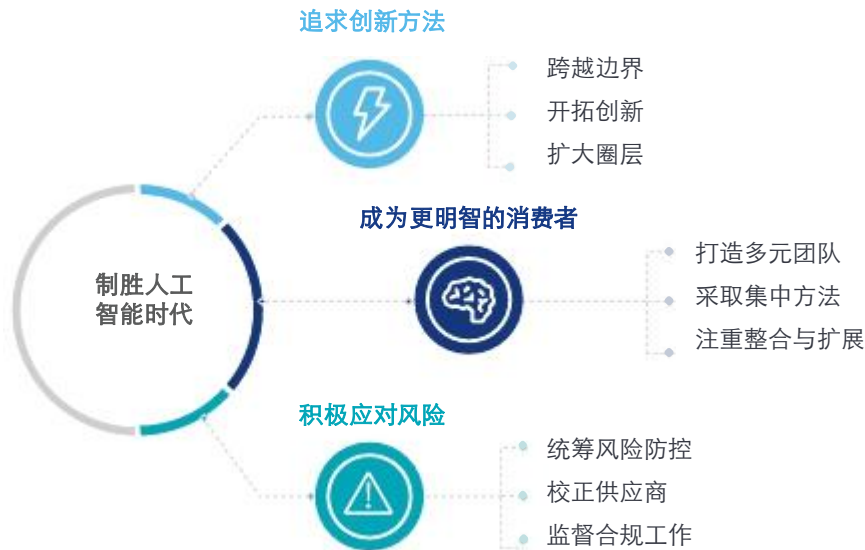 追求创新方法
跨越边界
开拓创新
扩大圈层
成为更明智的消费者
打造多元团队
采取集中方法
注重整合与扩展
制胜人工
智能时代
积极应对风险
统筹风险防控
校正供应商
监督合规工作